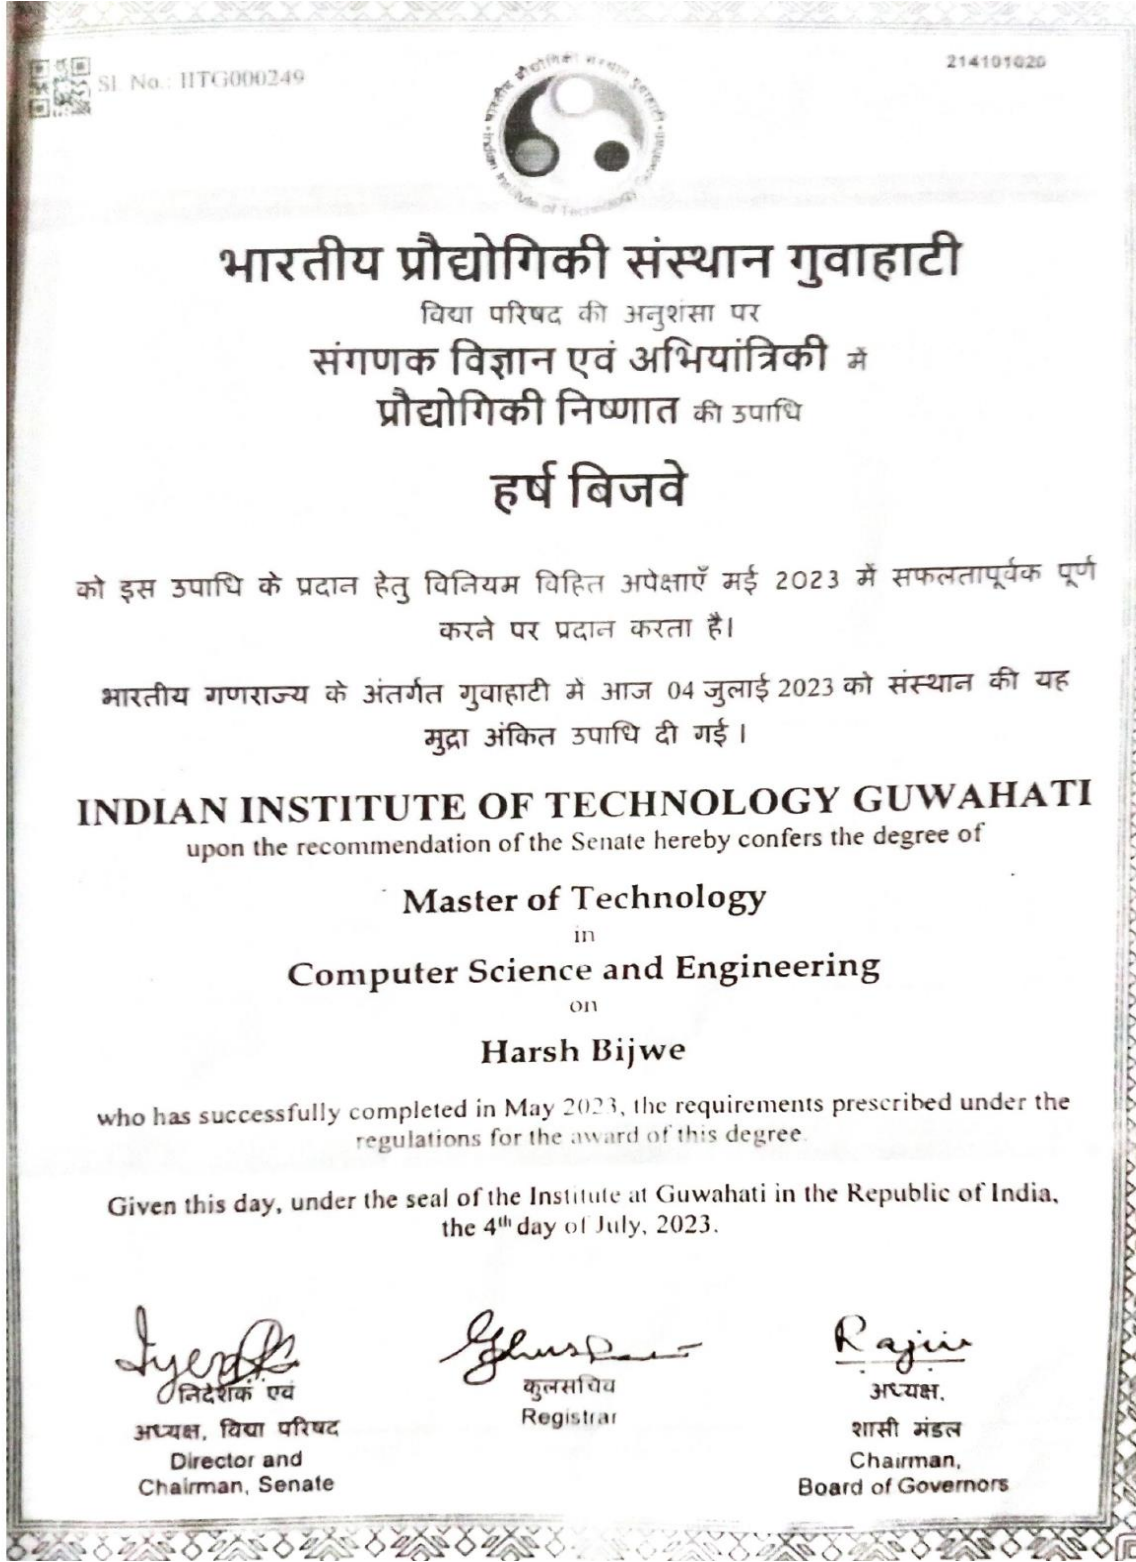 Sl. No.: IITG000249
214101020
भारतीय प्रौद्योगिकी संस्थान गुवाहाटी
Indian Institute of Technology Guwahati
भारतीय प्रौद्योगिकी संस्थान गुवाहाटी
विद्या परिषद की अनुशंसा पर
संगणक विज्ञान एवं अभियांत्रिकी में
प्रौद्योगिकी निष्णात की उपाधि
हर्ष बिजवे
को इस उपाधि के प्रदान हेतु विनियम विहित अपेक्षाएँ मई 2023 में सफलतापूर्वक पूर्ण
करने पर प्रदान करता है।
भारतीय गणराज्य के अंतर्गत गुवाहाटी में आज 04 जुलाई 2023 को संस्थान की यह
मुद्रा अंकित उपाधि दी गई।
INDIAN INSTITUTE OF TECHNOLOGY GUWAHATI
upon the recommendation of the Senate hereby confers the degree of
Master of Technology
in
Computer Science and Engineering
on
Harsh Bijwe
who has successfully completed in May 2023, the requirements prescribed under the
regulations for the award of this degree.
Given this day, under the seal of the Institute at Guwahati in the Republic of India,
the 4th day of July, 2023.
निदेशक एवं
अध्यक्ष, विद्या परिषद
Director and
Chairman, Senate
कुलसचिव
Registrar
अध्यक्ष,
शासी मंडल
Chairman,
Board of Governors